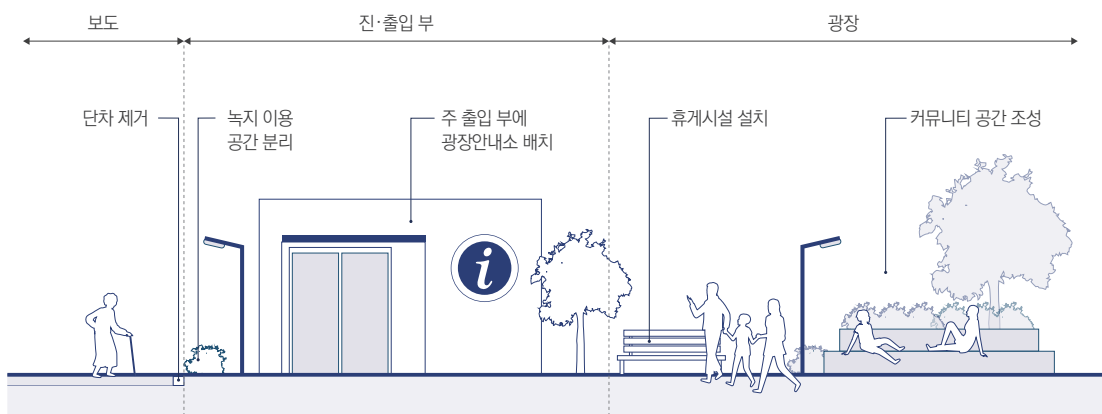 보도
진·출입 부
광장
단차 제거
녹지 이용
공간 분리
주 출입 부에
광장안내소 배치
휴게시설 설치
커뮤니티 공간 조성
i